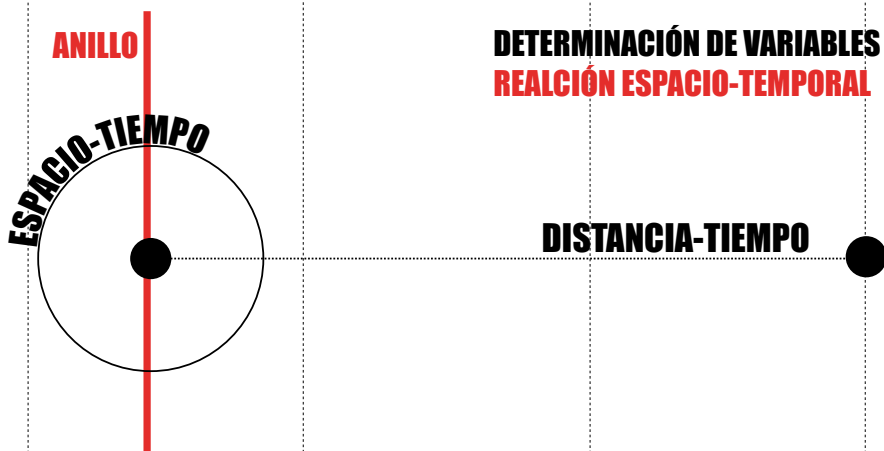 ANILLO
DETERMINACIÓN DE VARIABLES
REALCIÓN ESPACIO-TEMPORAL
ESPACIO-TIEMPO
DISTANCIA-TIEMPO